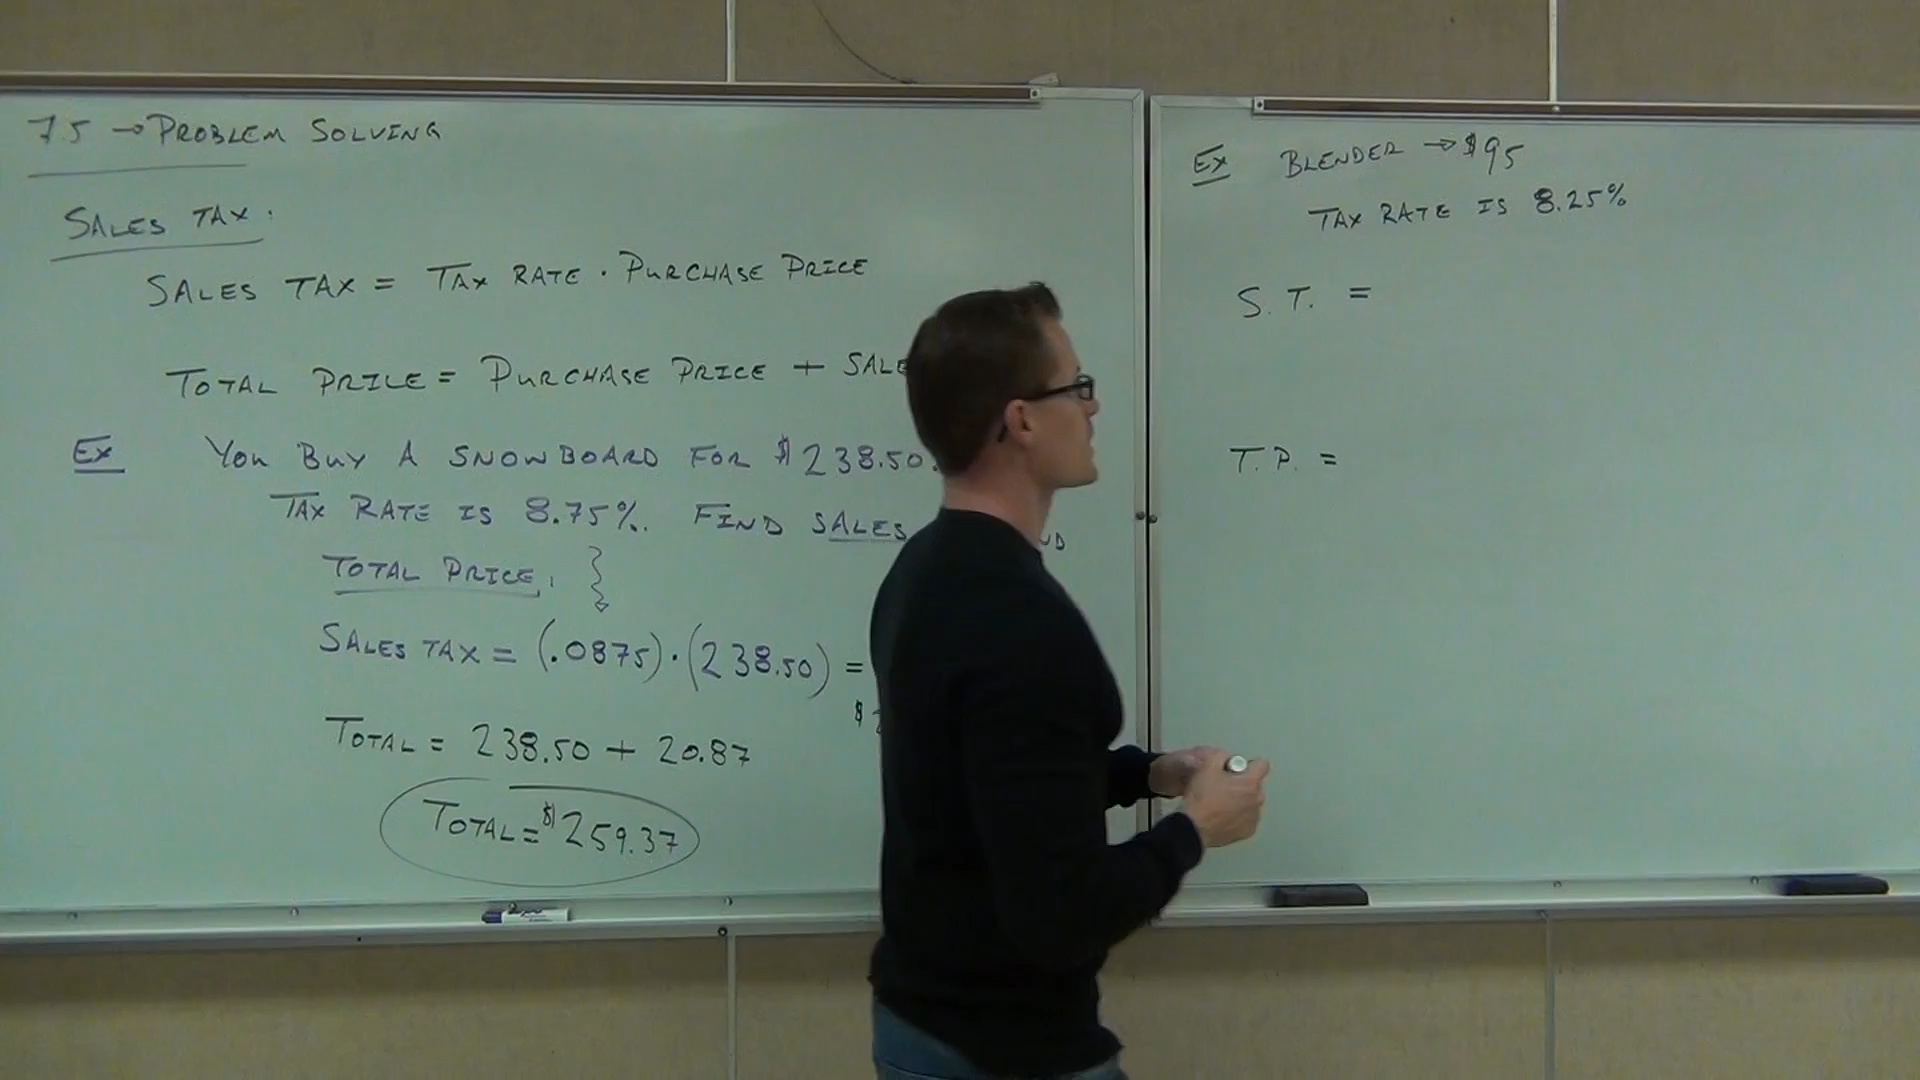 7.5 → PROBLEM SOLVING
SALES TAX.
SALES TAX = TAX RATE · PURCHASE PRICE
TOTAL PRICE = PURCHASE PRICE + SALE
EX YOU BUY A SNOWBOARD FOR $238.50.
TAX RATE IS 8.75%. FIND SALES
TOTAL PRICE.
SALES TAX = (.0875)·(238.50) =
$
TOTAL = 238.50 + 20.87
TOTAL = $259.37
EX BLENDER → $95
TAX RATE IS 8.25%
S.T. =
T.P. =